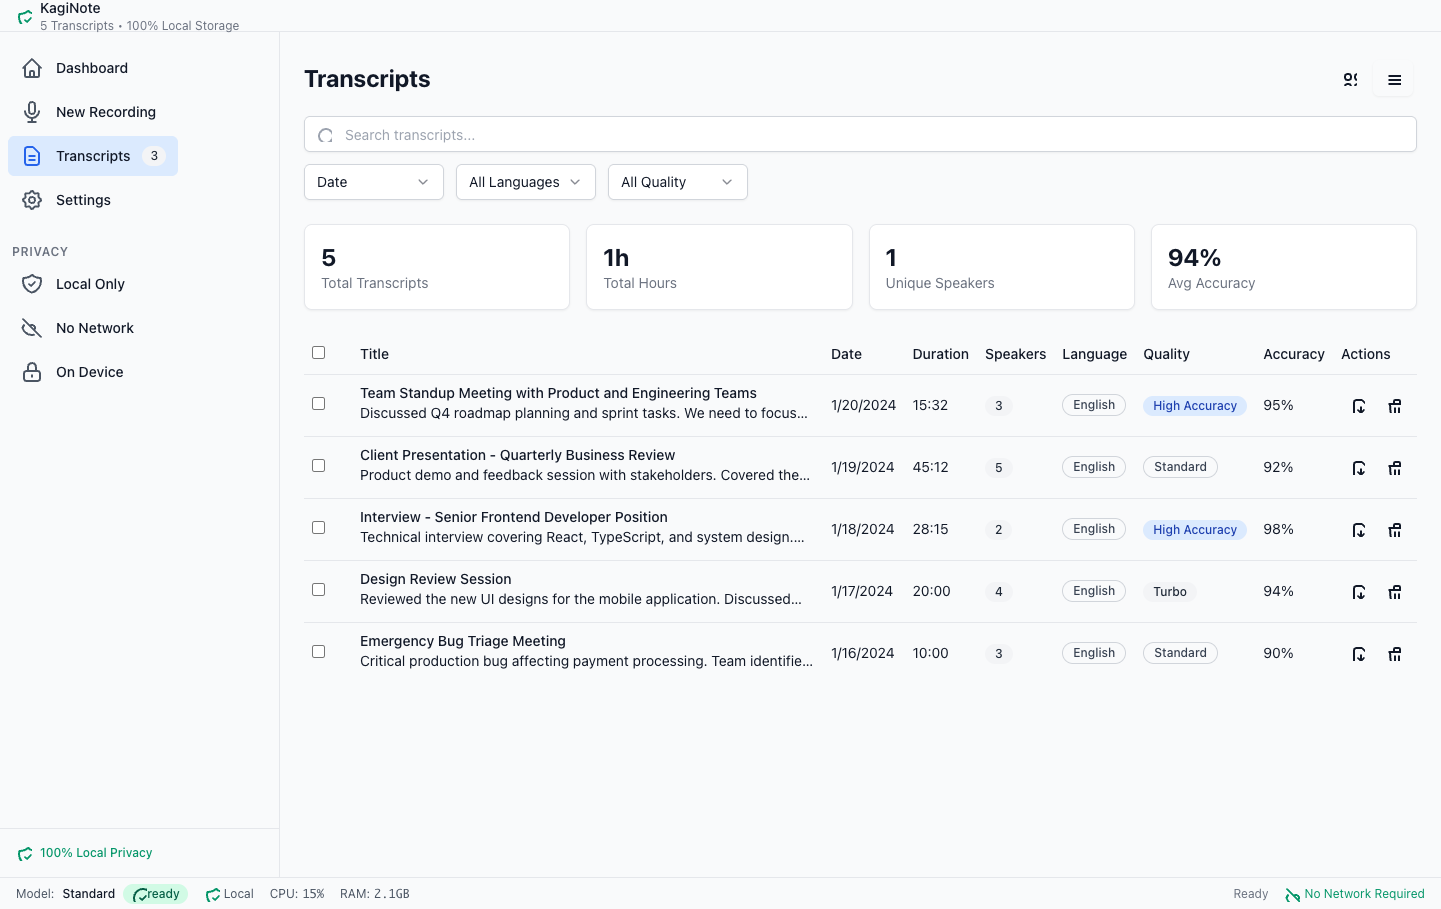 KagiNote
5 Transcripts • 100% Local Storage
Dashboard
New Recording
Transcripts 3
Settings
PRIVACY
Local Only
No Network
On Device
100% Local Privacy
Transcripts
Search transcripts...
Date All Languages All Quality
5 1h 1 94%
Total Transcripts Total Hours Unique Speakers Avg Accuracy
Title Date Duration Speakers Language Quality Accuracy Actions
Team Standup Meeting with Product and Engineering Teams
Discussed Q4 roadmap planning and sprint tasks. We need to focus...
1/20/2024 15:32 3 English High Accuracy 95%
Client Presentation - Quarterly Business Review
Product demo and feedback session with stakeholders. Covered the...
1/19/2024 45:12 5 English Standard 92%
Interview - Senior Frontend Developer Position
Technical interview covering React, TypeScript, and system design....
1/18/2024 28:15 2 English High Accuracy 98%
Design Review Session
Reviewed the new UI designs for the mobile application. Discussed...
1/17/2024 20:00 4 English Turbo 94%
Emergency Bug Triage Meeting
Critical production bug affecting payment processing. Team identifie...
1/16/2024 10:00 3 English Standard 90%
Model: Standard ready Local CPU: 15% RAM: 2.1GB Ready No Network Required